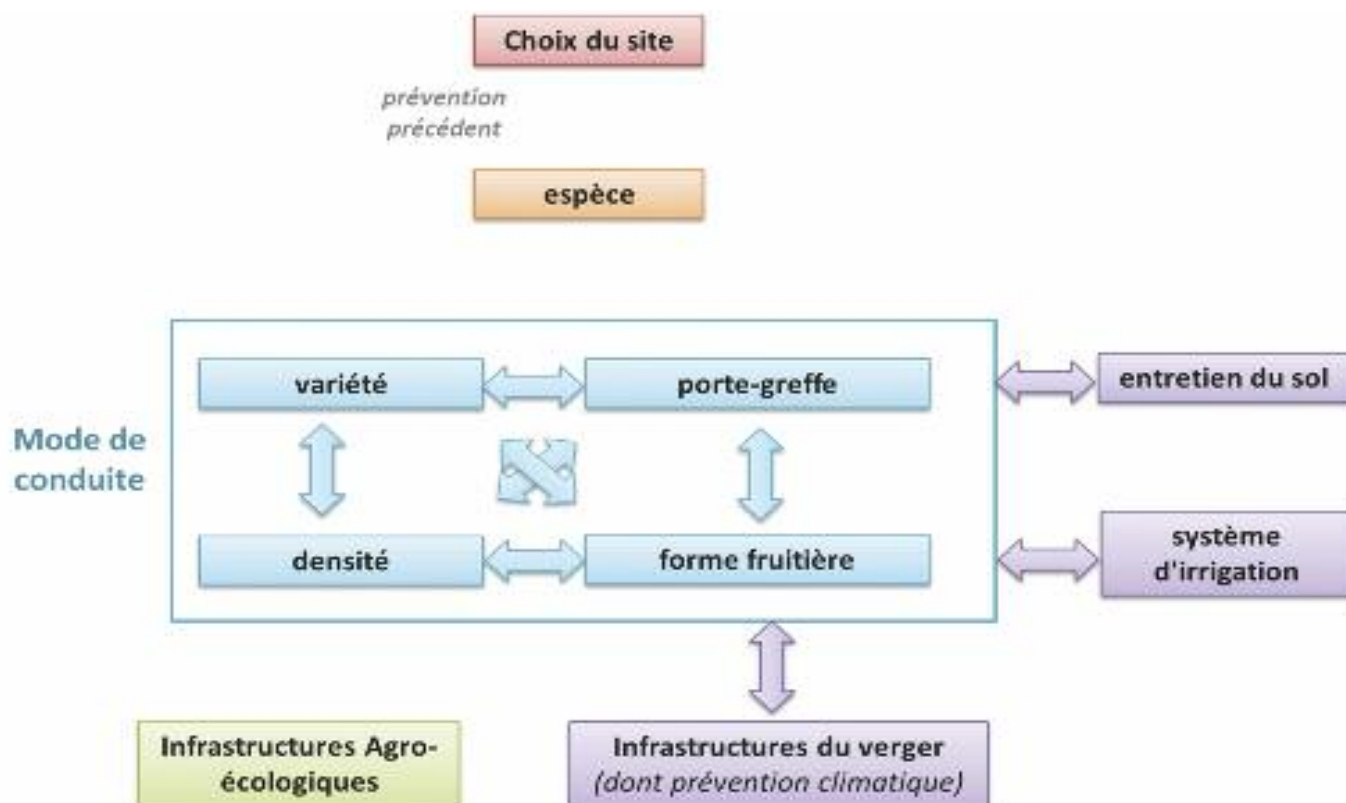 Choix du site
prévention
précédent
espèce
variété
porte-greffe
entretien du sol
Mode de
conduite
densité
forme fruitière
système
d'irrigation
Infrastructures Agro-
écologiques
Infrastructures du verger
(dont prévention climatique)